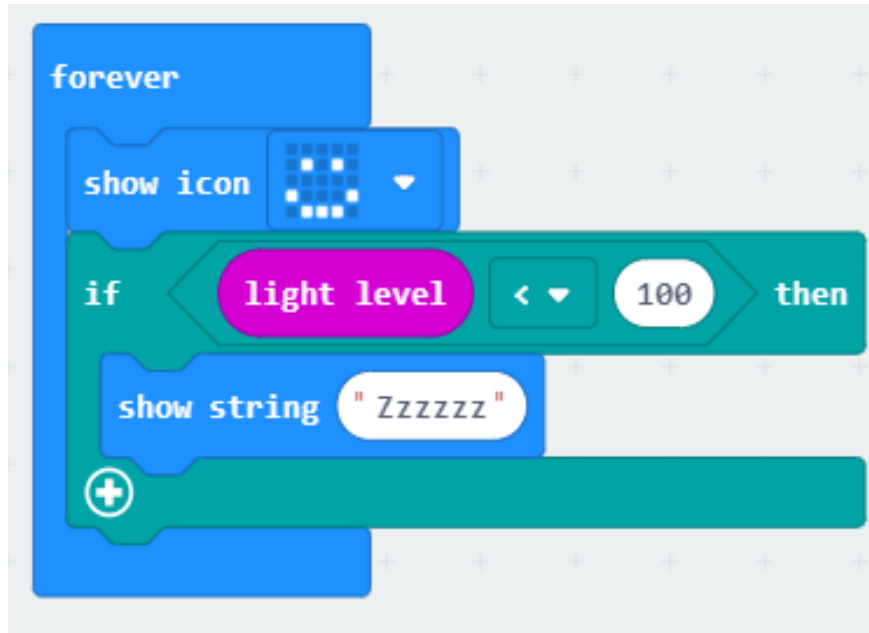 forever
show icon
if light level < 100 then
show string "Zzzzzz"